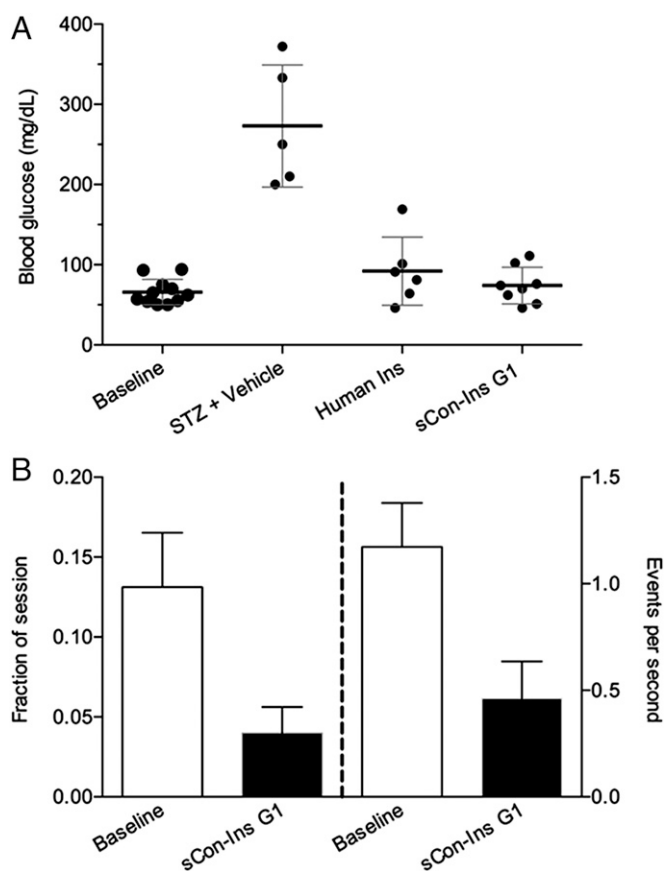 A
Blood glucose (mg/dL)
400
300
200
100
0
Baseline
STZ + Vehicle
Human Ins
sCon-Ins G1
B
Fraction of session
0.20
0.15
0.10
0.05
0.00
Baseline
sCon-Ins G1
Baseline
sCon-Ins G1
1.5
1.0
0.5
0.0
Events per second